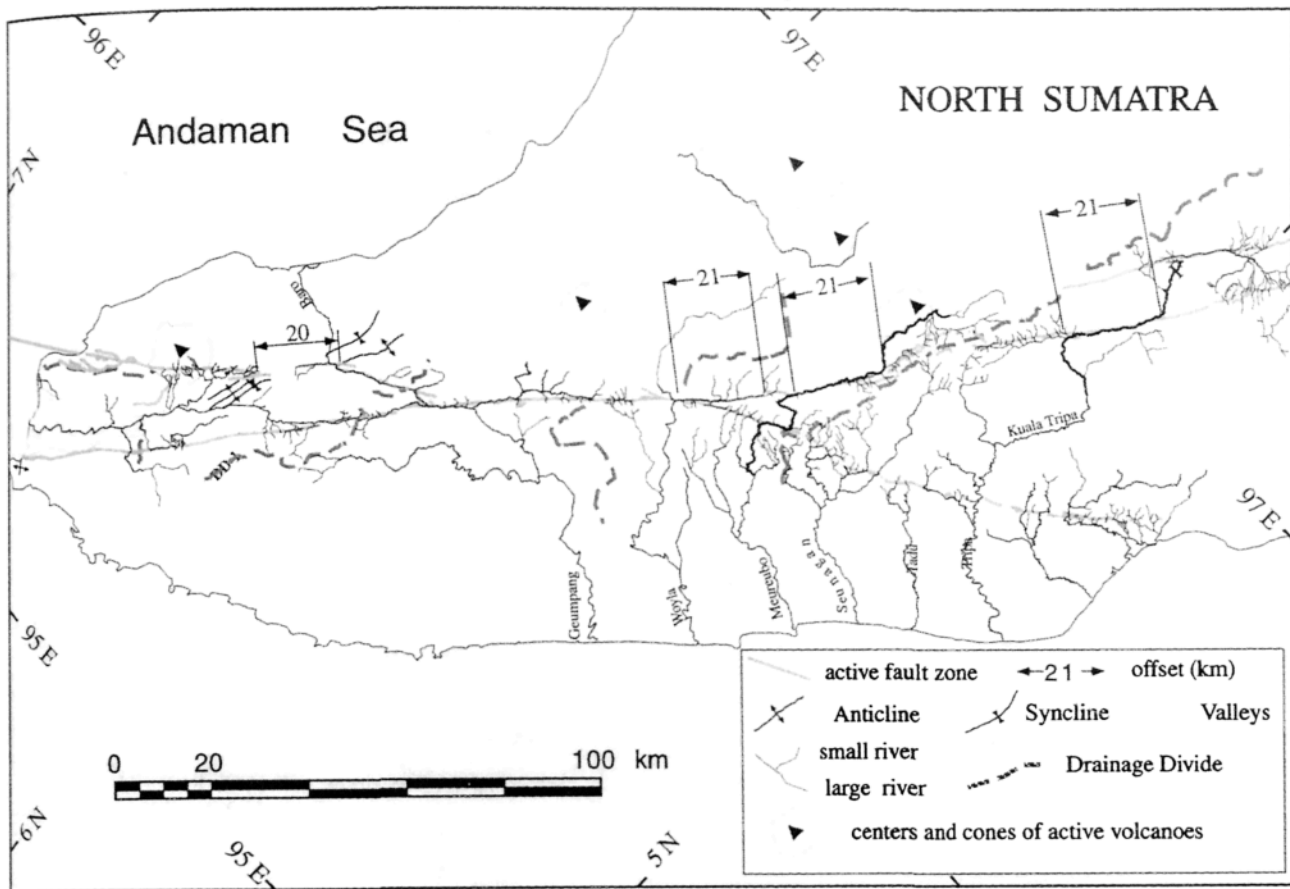 96 E
97 E
NORTH SUMATRA
Andaman Sea
7 N
21
21
21
Baro
20
Kuala Tripa
DD-1
97 E
Geumpang
Woyla
Meureubo
Seunagan
Tadu
Tripa
95 E
active fault zone
21
offset (km)
Anticline
Syncline
Valleys
small river
large river
Drainage Divide
centers and cones of active volcanoes
0 20 100 km
6 N
95 E
5 N